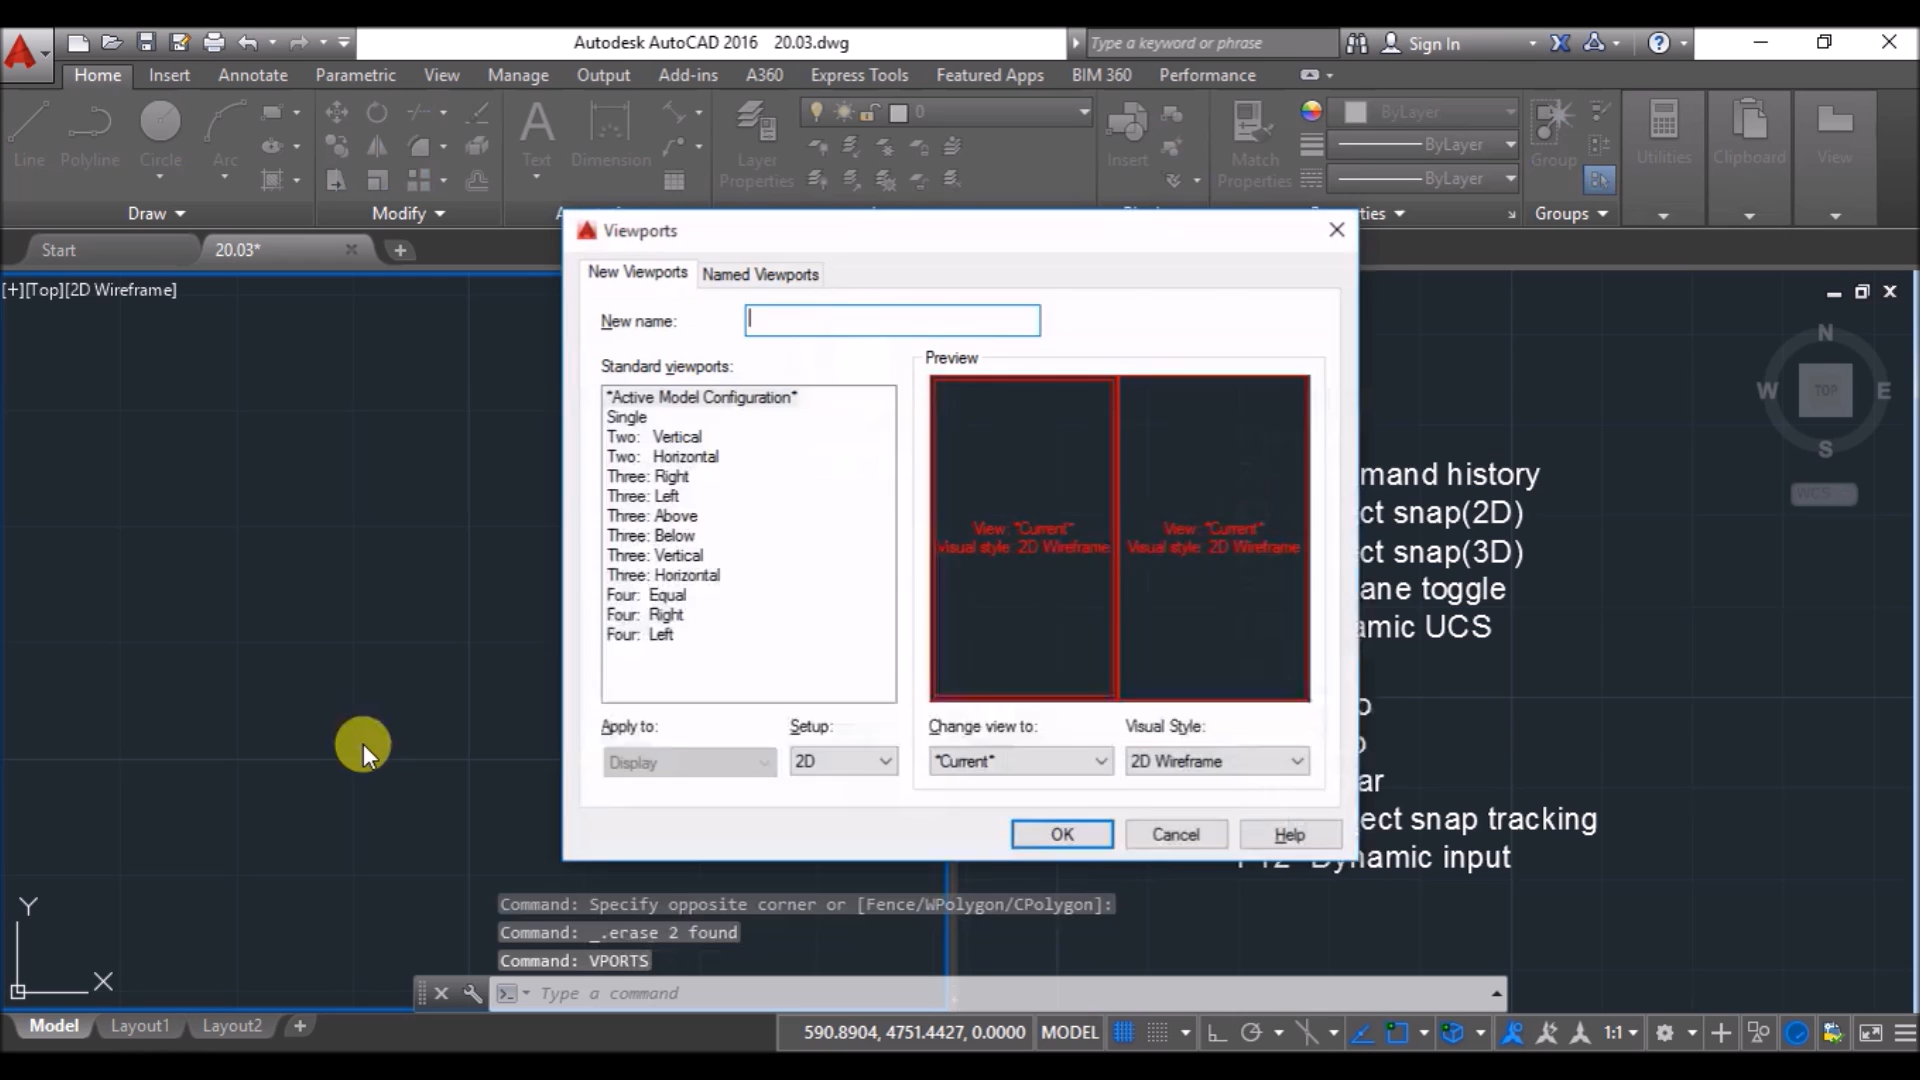 Autodesk AutoCAD 2016 20.03.dwg
Type a keyword or phrase
Sign In
Home Insert Annotate Parametric View Manage Output Add-ins A360 Express Tools Featured Apps BIM 360 Performance
0
ByLayer
Line Polyline Circle Arc
Text Dimension
Layer Properties
Insert
Match Properties
ByLayer
ByLayer
Group
Utilities Clipboard View
Draw Modify
ties
Groups
Start 20.03*
[+][Top][2D Wireframe]
Viewports
New Viewports Named Viewports
New name:
Standard viewports:
*Active Model Configuration*
Single
Two: Vertical
Two: Horizontal
Three: Right
Three: Left
Three: Above
Three: Below
Three: Vertical
Three: Horizontal
Four: Equal
Four: Right
Four: Left
Preview
View: *Current*
Visual style: 2D Wireframe
View: *Current*
Visual style: 2D Wireframe
Apply to: Setup: Change view to: Visual Style:
Display 2D *Current* 2D Wireframe
OK Cancel Help
N
W TOP E
S
WCS
mand history
ct snap(2D)
ct snap(3D)
ane toggle
amic UCS
ar
ect snap tracking
F12 Dynamic input
Command: Specify opposite corner or [Fence/WPolygon/CPolygon]:
Command: _.erase 2 found
Command: VPORTS
Type a command
Y
X
Model Layout1 Layout2
590.8904, 4751.4427, 0.0000 MODEL 1:1